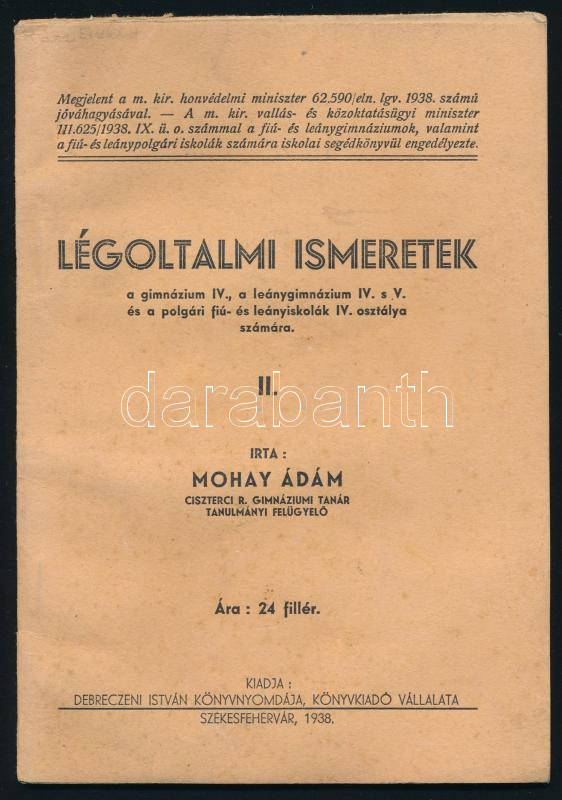 Megjelent a m. kir. honvédelmi miniszter 62.590/eln. lgv. 1938. számú
jóváhagyásával. — A m. kir. vallás- és közoktatásügyi miniszter
111.625/1938. IX. ü. o. számmal a fiú- és leánygimnáziumok, valamint
a fiú- és leánypolgári iskolák számára iskolai segédkönyvül engedélyezte.
LÉGOLTALMI ISMERETEK
a gimnázium IV., a leánygimnázium IV. s V.
és a polgári fiú- és leányiskolák IV. osztálya
számára.
II.
darabanth
IRTA :
MOHAY ÁDÁM
CISZTERCI R. GIMNÁZIUMI TANÁR
TANULMÁNYI FELÜGYELŐ
Ára : 24 fillér.
KIADJA :
DEBRECZENI ISTVÁN KÖNYVNYOMDÁJA, KÖNYVKIADÓ VÁLLALATA
SZÉKESFEHÉRVÁR, 1938.